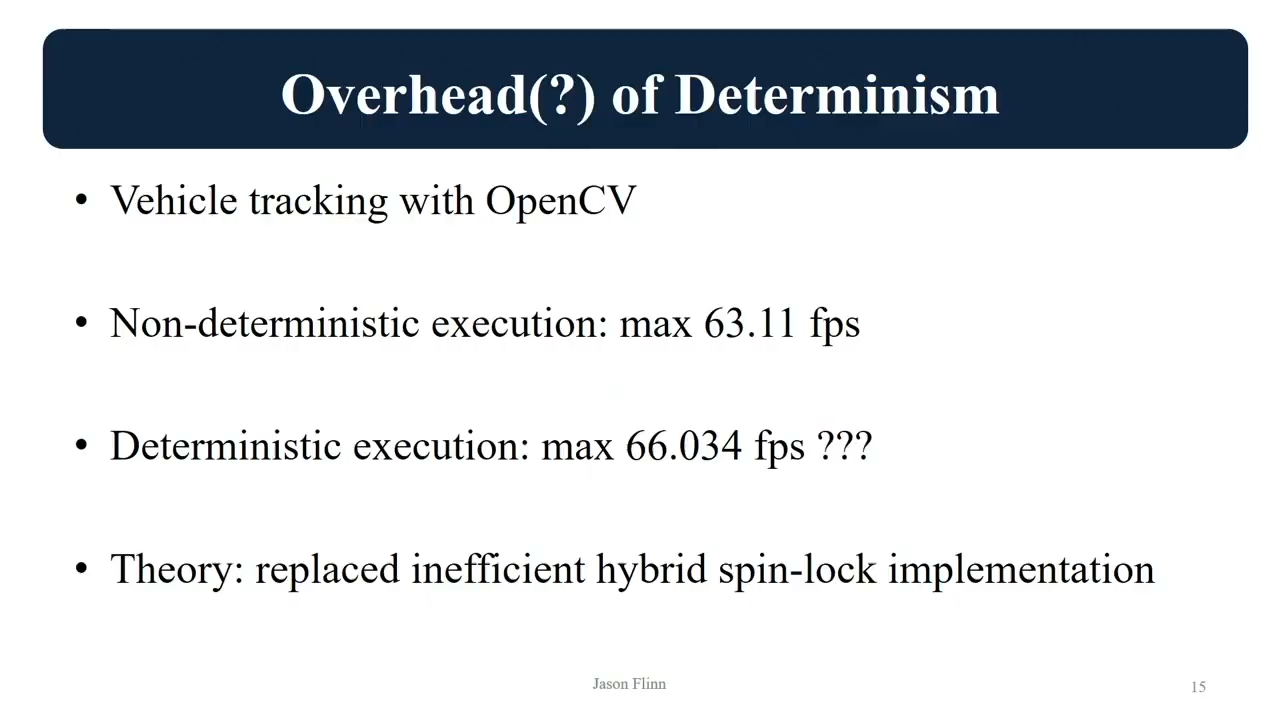 Overhead(?) of Determinism
• Vehicle tracking with OpenCV
• Non-deterministic execution: max 63.11 fps
• Deterministic execution: max 66.034 fps ???
• Theory: replaced inefficient hybrid spin-lock implementation
Jason Flinn
15